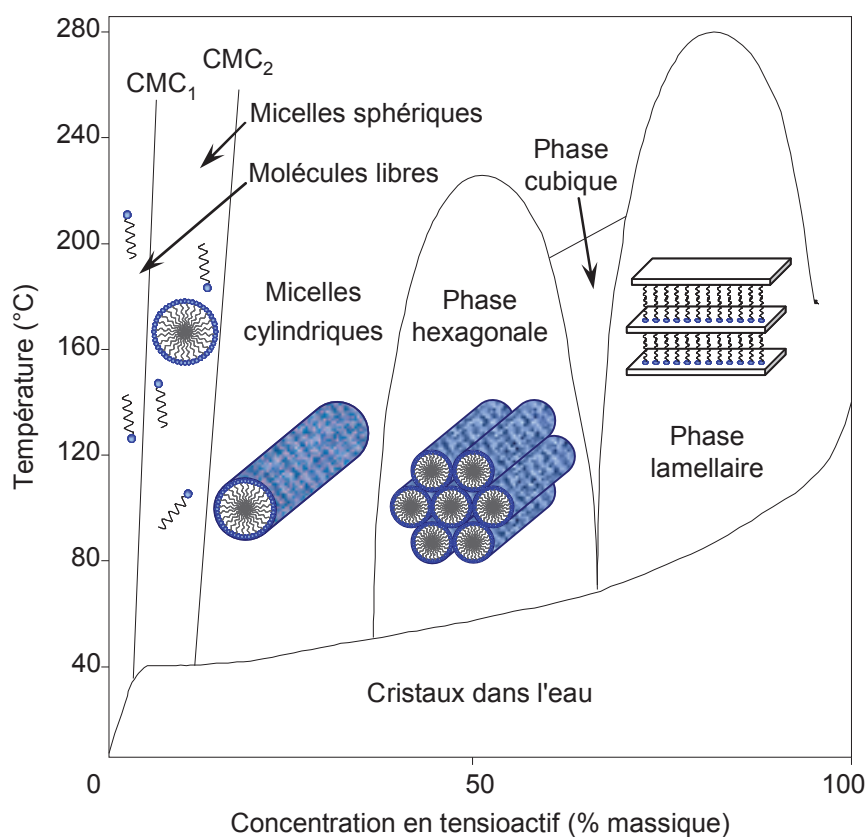 280
240
200
160
120
80
40
Température (°C)
CMC1
CMC2
Micelles sphériques
Molécules libres
Phase
cubique
Micelles
cylindriques
Phase
hexagonale
Phase
lamellaire
Cristaux dans l'eau
0
50
100
Concentration en tensioactif (% massique)